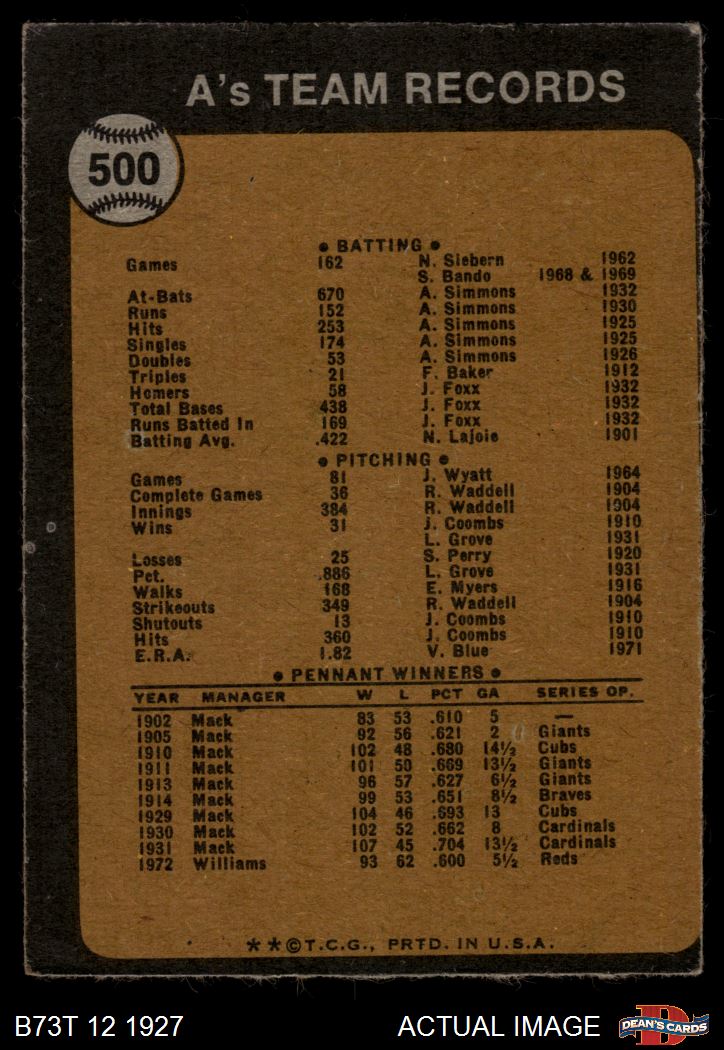 A's TEAM RECORDS
500
• BATTING •
Games 162 N. Siebern 1962
S. Bando 1968 & 1969
At-Bats 670 A. Simmons 1932
Runs 152 A. Simmons 1930
Hits 253 A. Simmons 1925
Singles 174 A. Simmons 1925
Doubles 53 A. Simmons 1926
Triples 21 F. Baker 1912
Homers 58 J. Foxx 1932
Total Bases 438 J. Foxx 1932
Runs Batted In 169 J. Foxx 1932
Batting Avg. .422 N. Lajoie 1901
• PITCHING •
Games 81 J. Wyatt 1964
Complete Games 36 R. Waddell 1904
Innings 384 R. Waddell 1904
Wins 31 J. Coombs 1910
L. Grove 1931
Losses 25 S. Perry 1920
Pct. .886 L. Grove 1931
Walks 168 E. Myers 1916
Strikeouts 349 R. Waddell 1904
Shutouts 13 J. Coombs 1910
Hits 360 J. Coombs 1910
E.R.A. 1.82 V. Blue 1971
• PENNANT WINNERS •
YEAR MANAGER W L PCT GA SERIES OP.
1902 Mack 83 53 .610 5 —
1905 Mack 92 56 .621 2 Giants
1910 Mack 102 48 .680 14½ Cubs
1911 Mack 101 50 .669 13½ Giants
1913 Mack 96 57 .627 6½ Giants
1914 Mack 99 53 .651 8½ Braves
1929 Mack 104 46 .693 13 Cubs
1930 Mack 102 52 .662 8 Cardinals
1931 Mack 107 45 .704 13½ Cardinals
1972 Williams 93 62 .600 5½ Reds
**©T.C.G., PRTD. IN U.S.A.
B73T 12 1927 ACTUAL IMAGE
D
DEAN'S CARDS